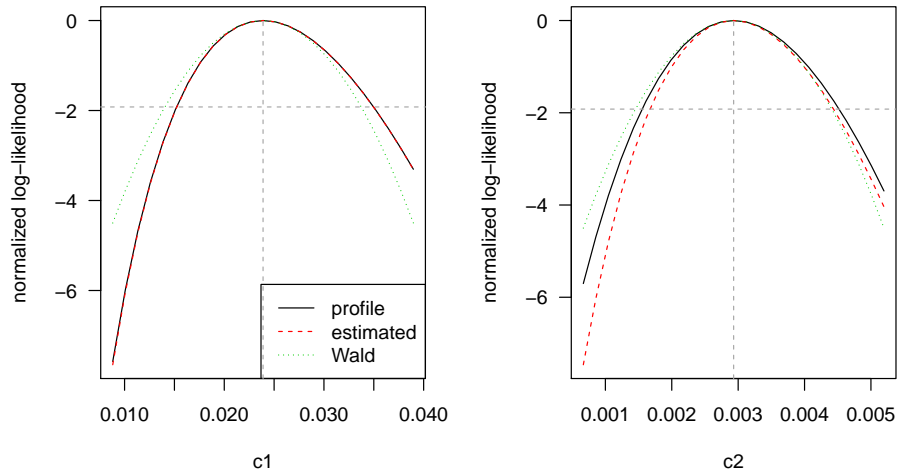 0
−2
−4
−6
normalized log−likelihood
profile
estimated
Wald
0.010 0.020 0.030 0.040
c1
0
−2
−4
−6
normalized log−likelihood
0.001 0.002 0.003 0.004 0.005
c2